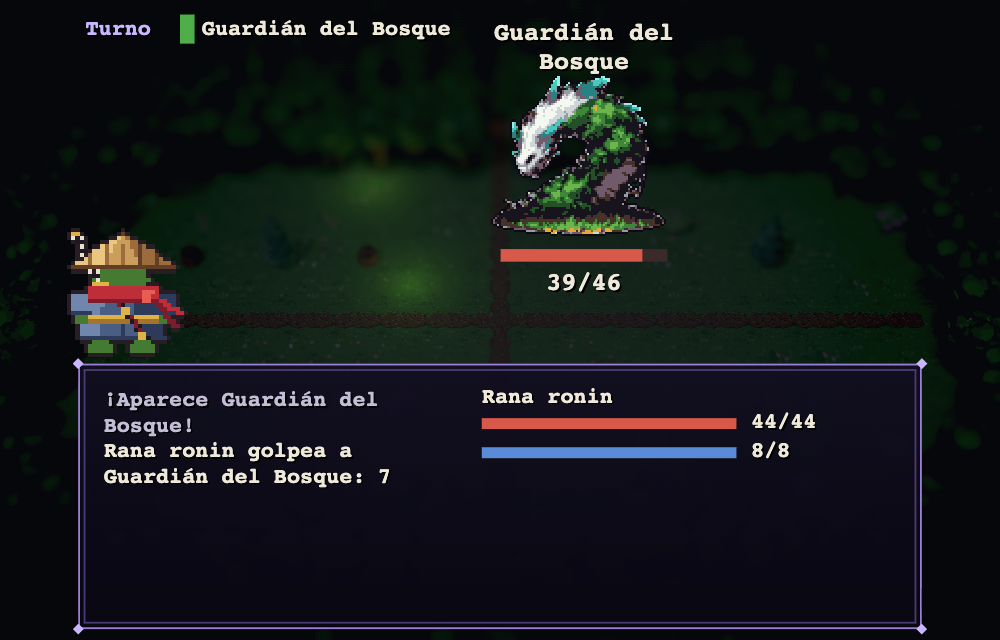 Turno Guardián del Bosque
Guardián del
Bosque
39/46
¡Aparece Guardián del
Bosque!
Rana ronin golpea a
Guardián del Bosque: 7
Rana ronin
44/44
8/8